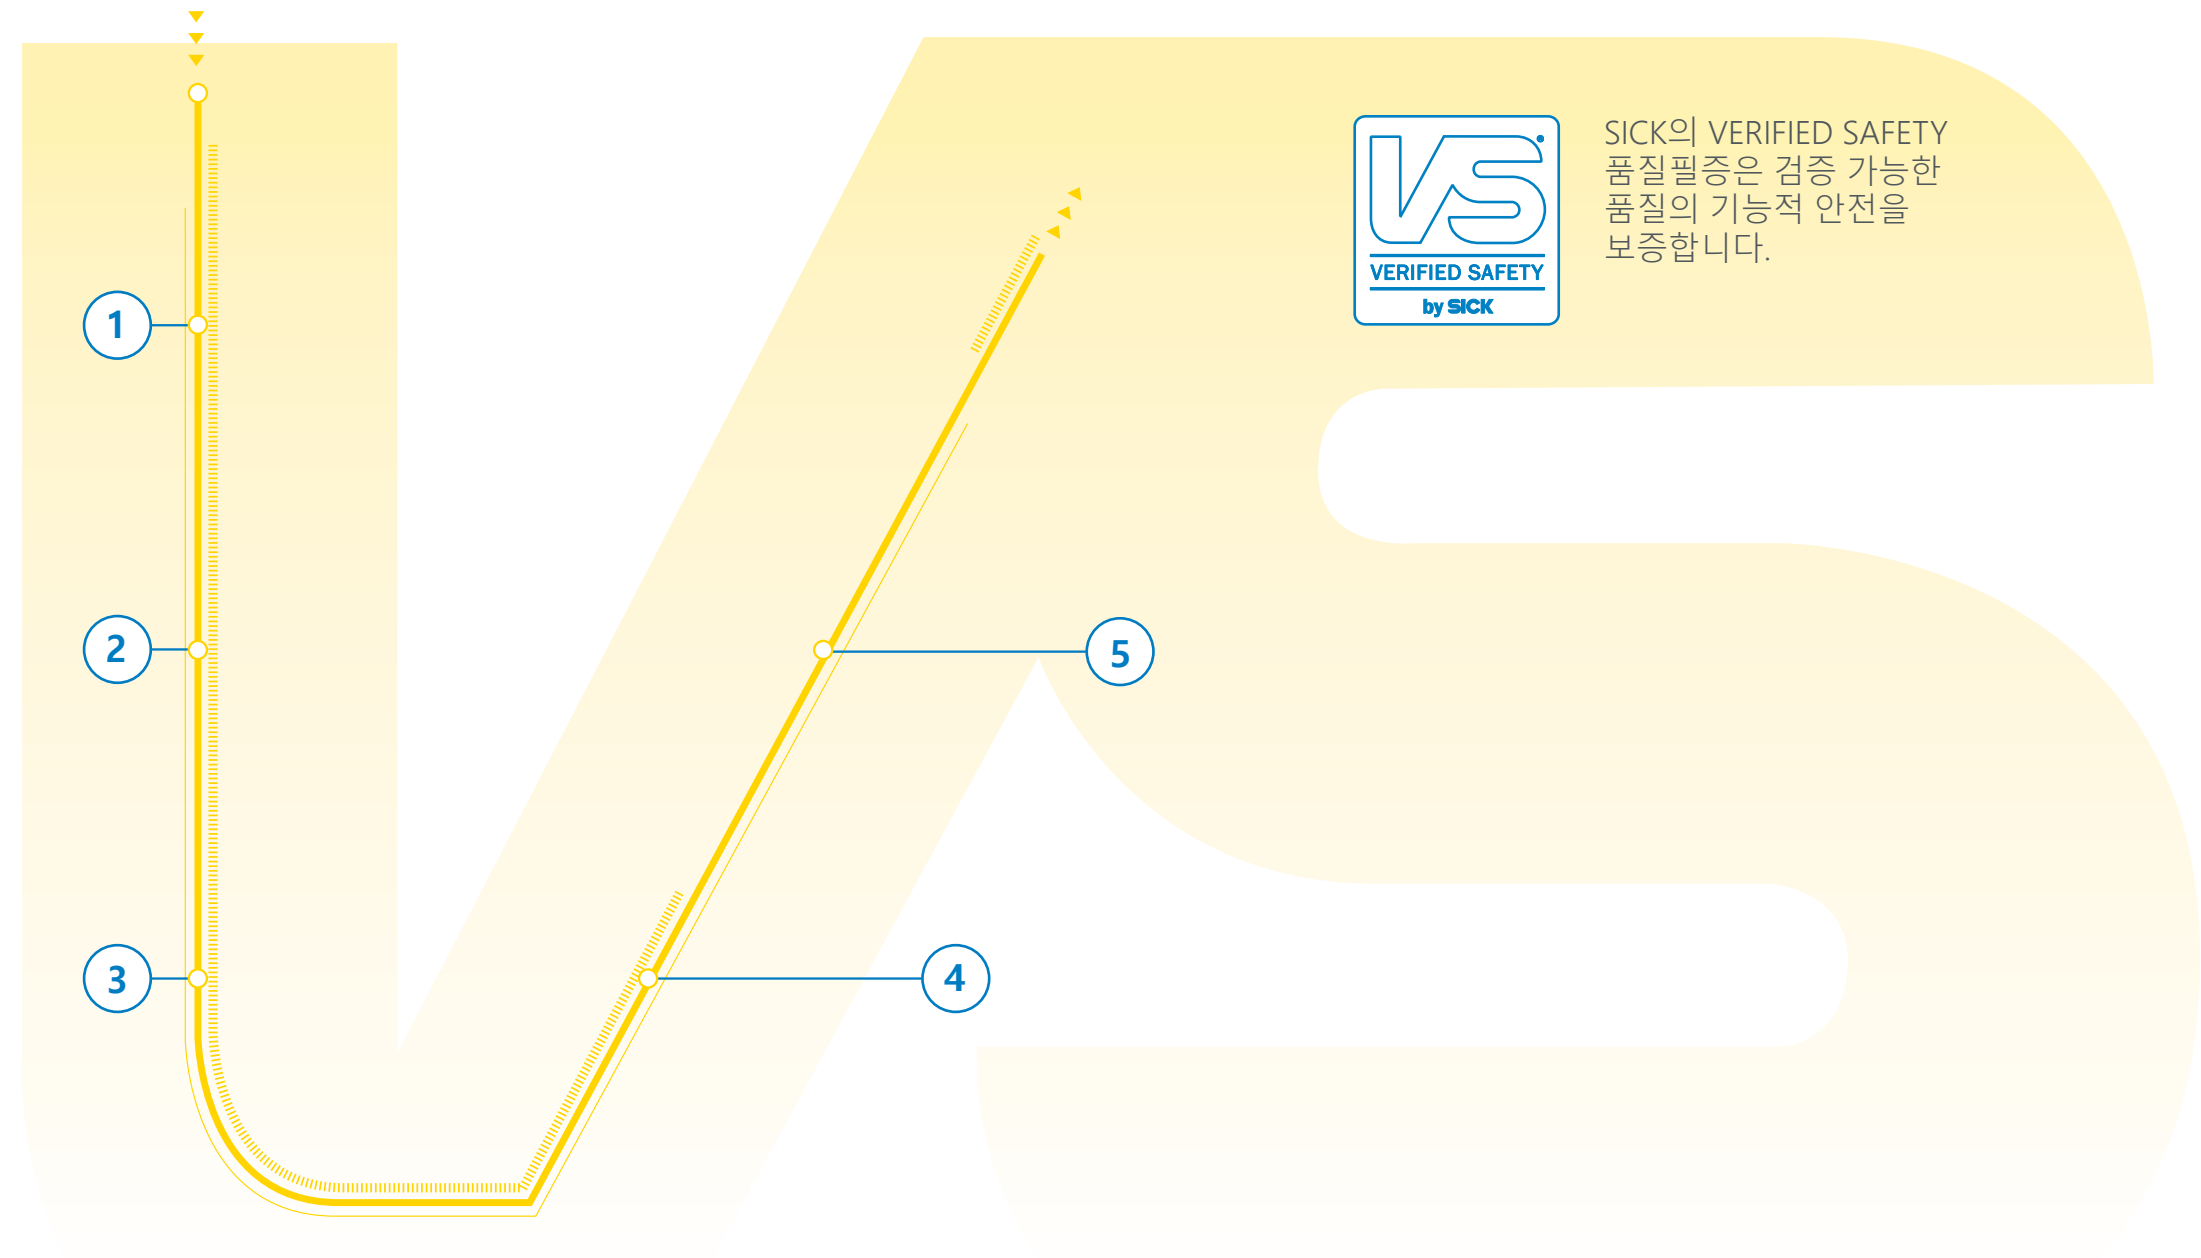 SICK의 VERIFIED SAFETY
품질필증은 검증 가능한
품질의 기능적 안전을
보증합니다.
VS
VERIFIED SAFETY
by SICK
1
2
3
4
5